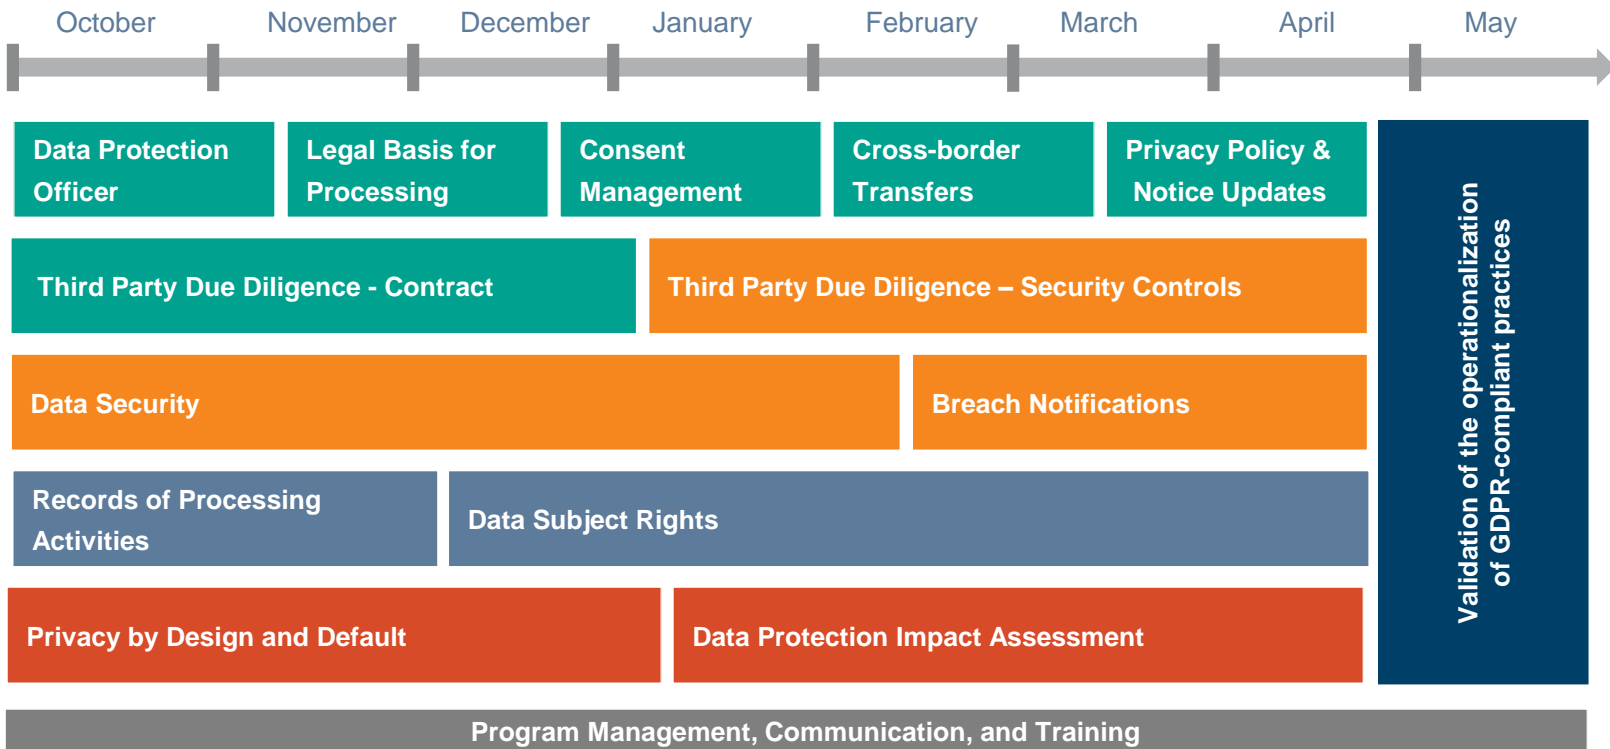 October November December January February March April May
Data Protection
Officer
Legal Basis for
Processing
Consent
Management
Cross-border
Transfers
Privacy Policy &
Notice Updates
Third Party Due Diligence - Contract
Third Party Due Diligence – Security Controls
Data Security
Breach Notifications
Records of Processing
Activities
Data Subject Rights
Privacy by Design and Default
Data Protection Impact Assessment
Validation of the operationalization
of GDPR-compliant practices
Program Management, Communication, and Training